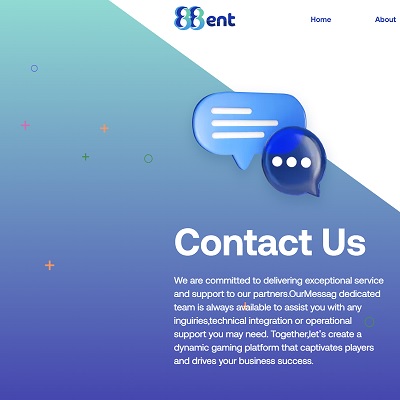 88ent
Home
About
Contact Us
We are committed to delivering exceptional service
and support to our partners.OurMessag dedicated
team is always available to assist you with any
inguiries,technical integration or operational
support you may need. Together,let's create a
dynamic gaming platform that captivates players
and drives your business success.